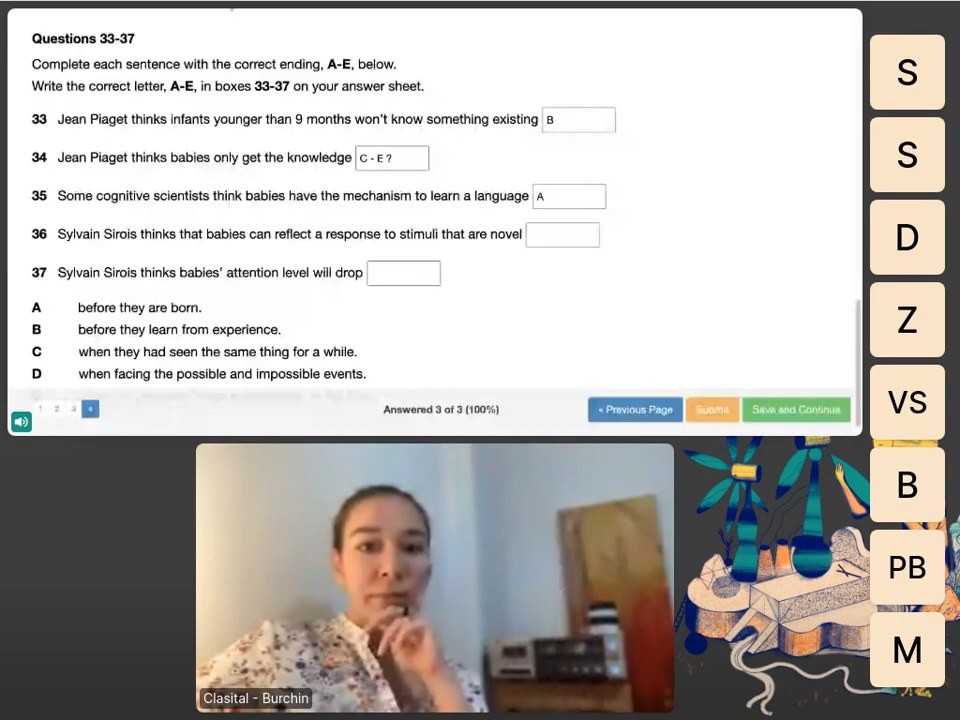 Questions 33-37
Complete each sentence with the correct ending, A-E, below.
Write the correct letter, A-E, in boxes 33-37 on your answer sheet.
33 Jean Piaget thinks infants younger than 9 months won't know something existing B
34 Jean Piaget thinks babies only get the knowledge C - E ?
35 Some cognitive scientists think babies have the mechanism to learn a language A
36 Sylvain Sirois thinks that babies can reflect a response to stimuli that are novel
37 Sylvain Sirois thinks babies' attention level will drop
A before they are born.
B before they learn from experience.
C when they had seen the same thing for a while.
D when facing the possible and impossible events.
1 2 3 4
Answered 3 of 3 (100%)
« Previous Page
Submit
Save and Continue
S
S
D
Z
VS
B
PB
M
Clasital - Burchin